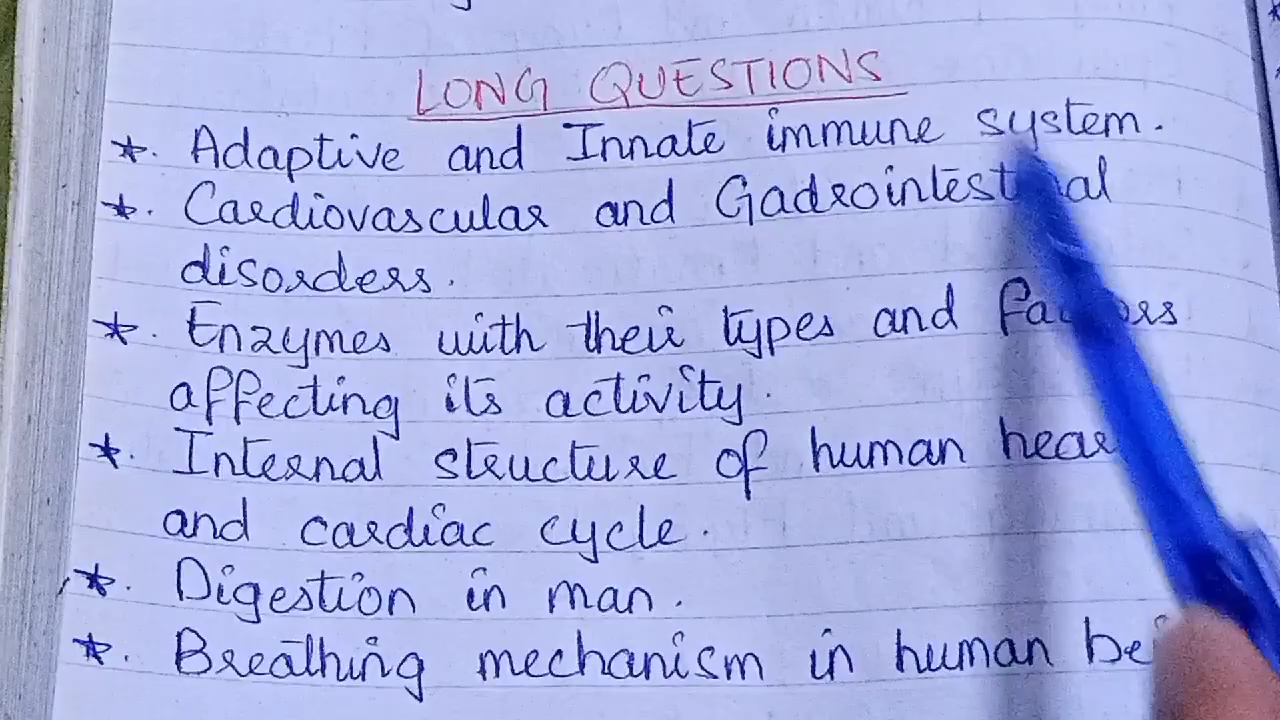 LONG QUESTIONS
*. Adaptive and Innate immune system.
*. Cardiovascular and
disorders.
*. Enzymes with their types and
affecting its activity.
*. Internal structure of human
and cardiac cycle.
*. Digestion in man.
*. Breathing mechanism in human